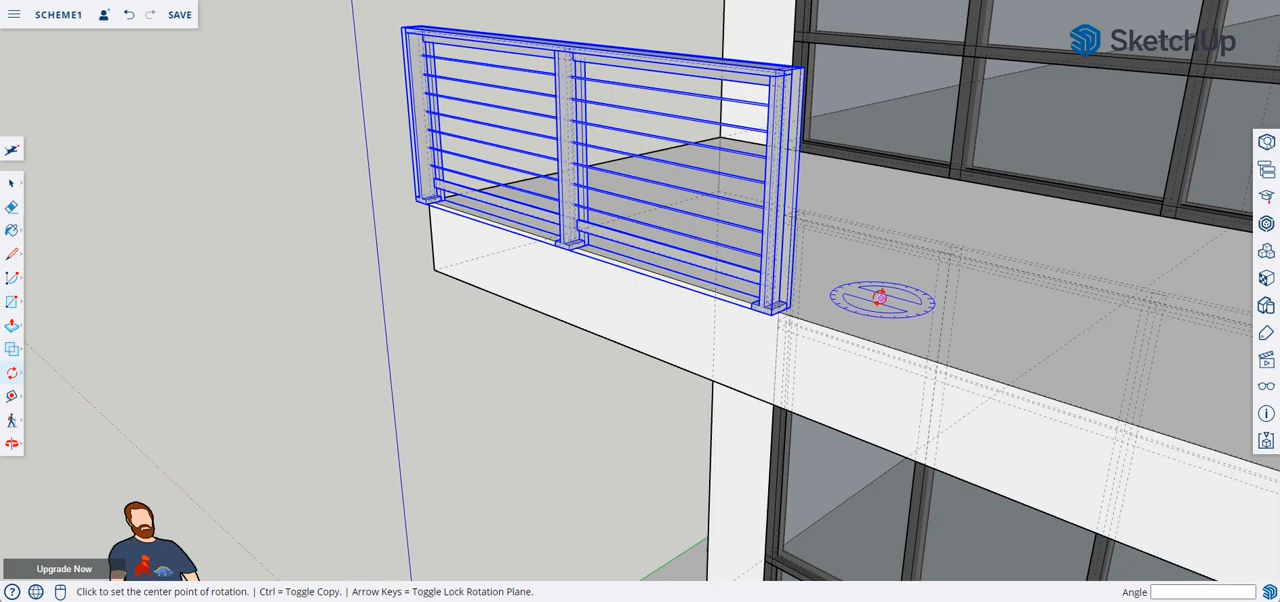 SCHEME1
SAVE
SketchUp
Upgrade Now
Click to set the center point of rotation. | Ctrl = Toggle Copy. | Arrow Keys = Toggle Lock Rotation Plane.
Angle